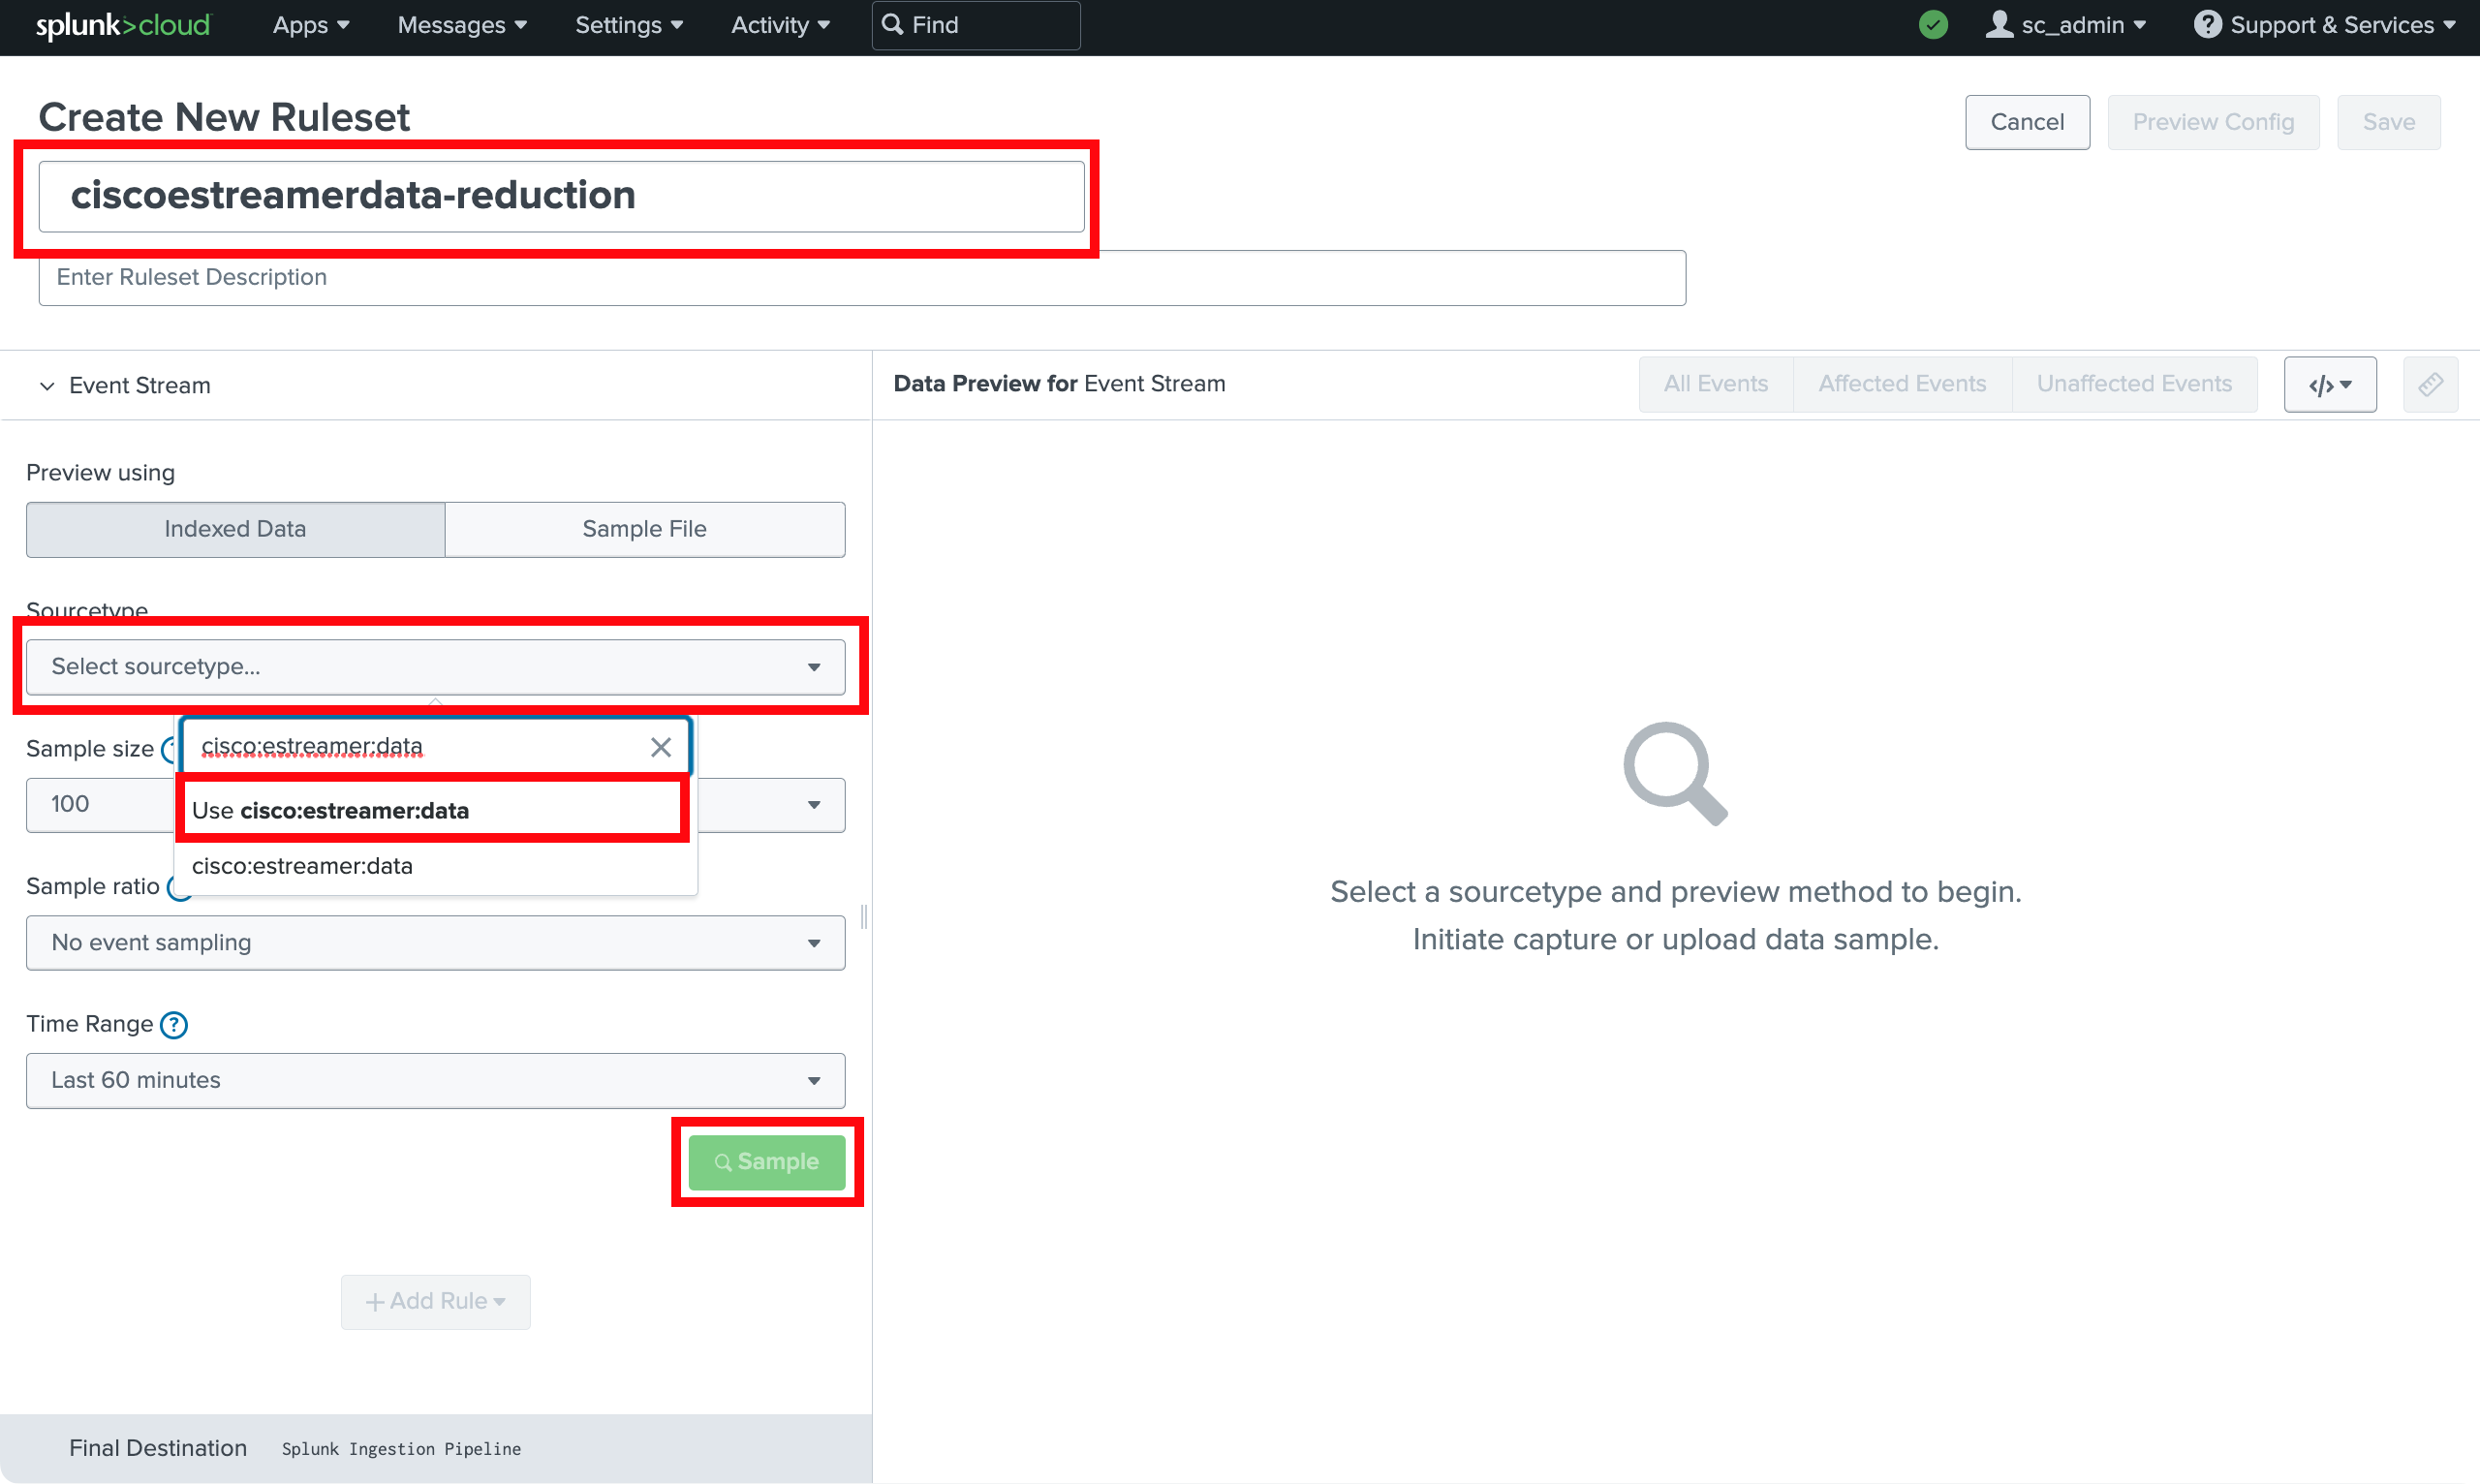 splunk>cloud Apps Messages Settings Activity Find sc_admin Support & Services
Create New Ruleset
Cancel Preview Config Save
ciscoestreamerdata-reduction
Enter Ruleset Description
Event Stream
Data Preview for Event Stream
All Events Affected Events Unaffected Events
Preview using
Indexed Data Sample File
Sourcetype
Select sourcetype...
Sample size
cisco:estreamer:data
100
Use cisco:estreamer:data
cisco:estreamer:data
Sample ratio
No event sampling
Time Range ?
Last 60 minutes
Sample
+ Add Rule
Final Destination Splunk Ingestion Pipeline
Select a sourcetype and preview method to begin.
Initiate capture or upload data sample.